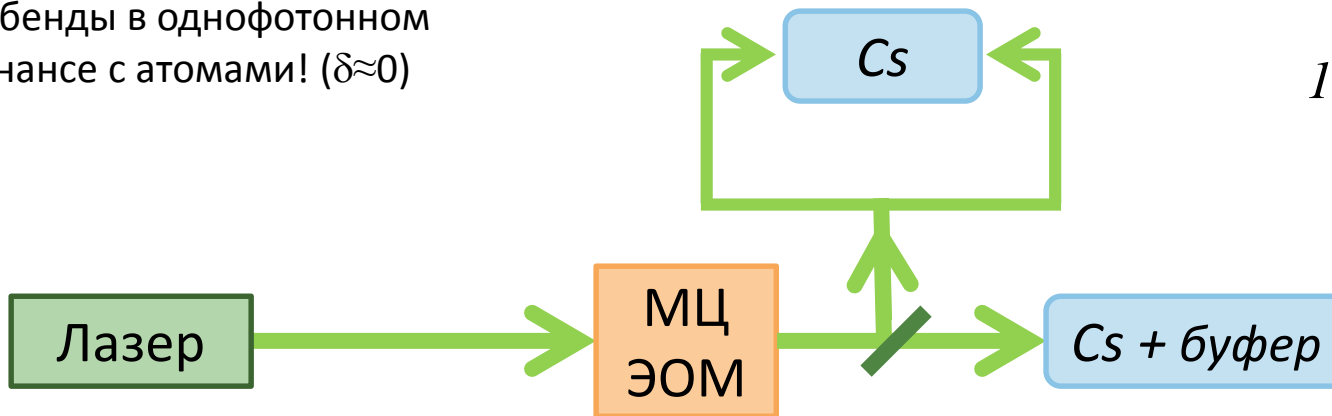 бенды в однофотонном
нансе с атомами! (δ≈0)
Cs
1
Лазер
МЦ
ЭОМ
Cs + буфер